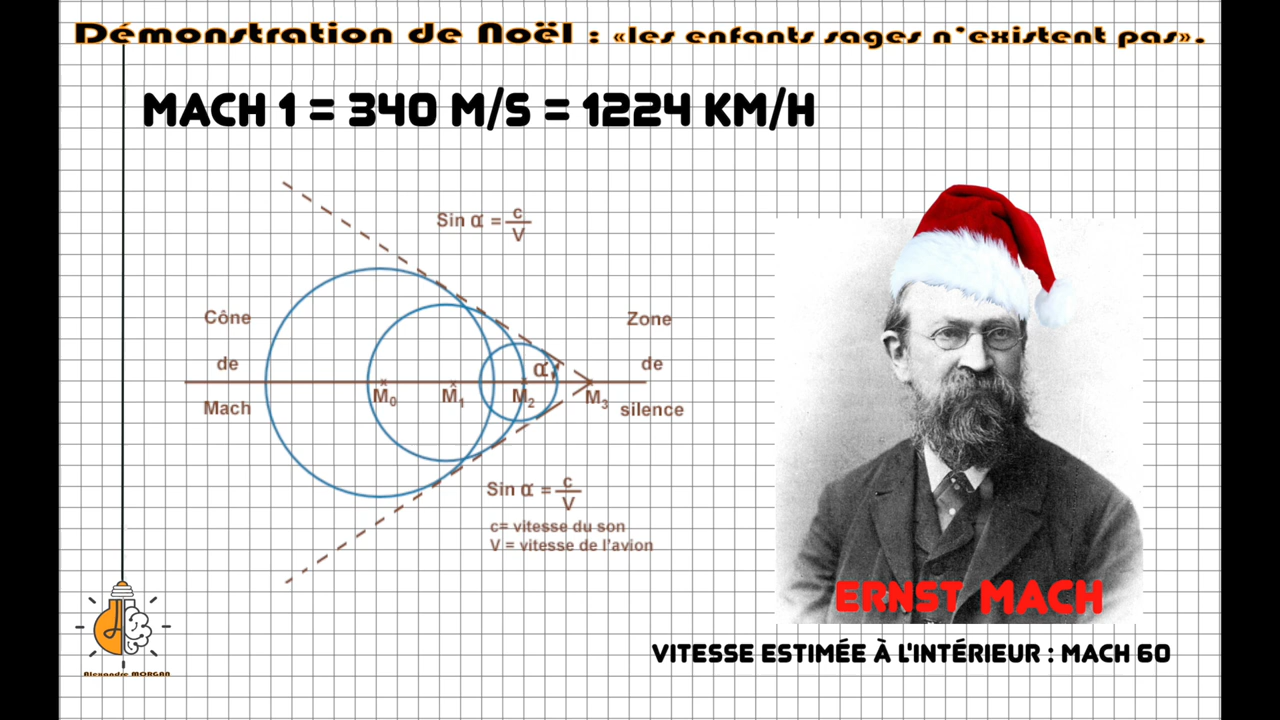 Démonstration de Noël : «les enfants sages n'existent pas».
MACH 1 = 340 M/S = 1224 KM/H
Sin α = c/V
Cône
de
Mach
Zone
de
silence
α
M0 M1 M2 M3
Sin α = c/V
c= vitesse du son
V = vitesse de l'avion
ERNST MACH
VITESSE ESTIMÉE À L'INTÉRIEUR : MACH 60
Alexandre MORGAN